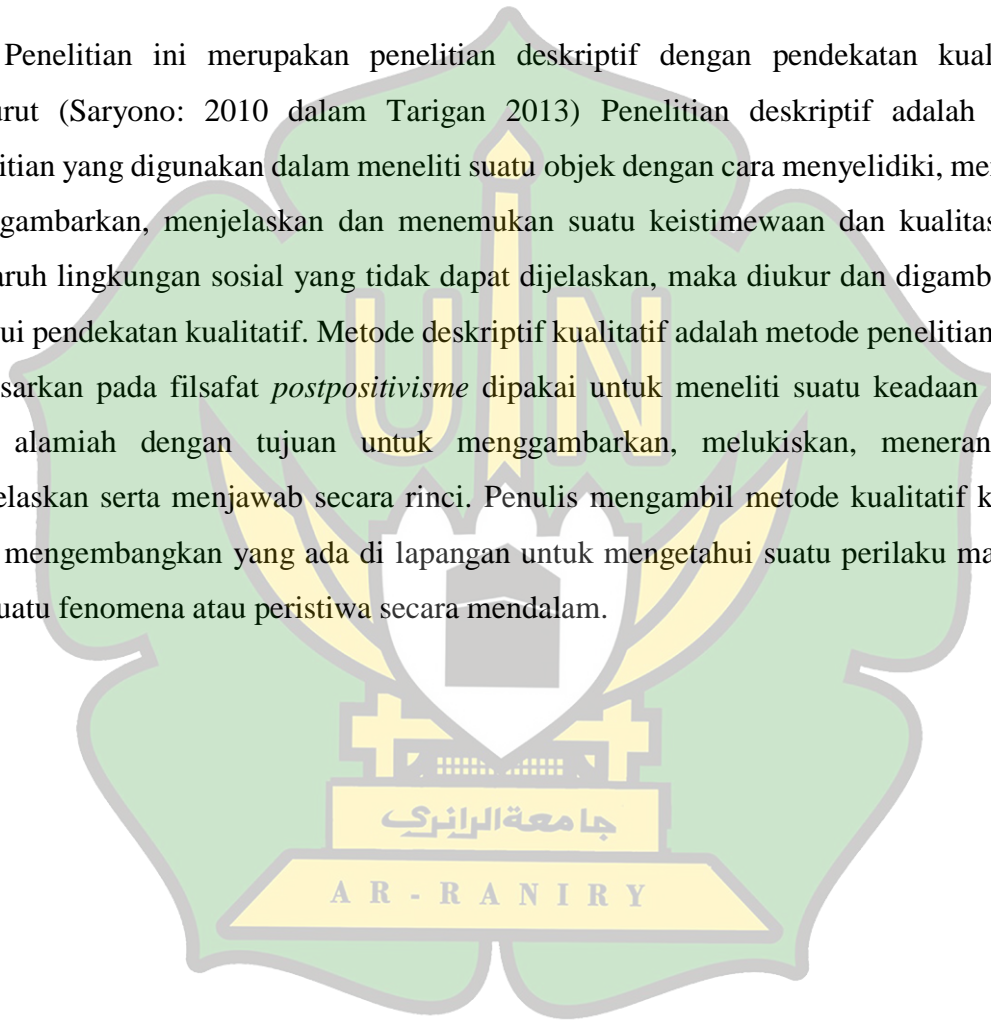 Penelitian ini merupakan penelitian deskriptif dengan pendekatan kual
urut (Saryono: 2010 dalam Tarigan 2013) Penelitian deskriptif adalah
itian yang digunakan dalam meneliti suatu objek dengan cara menyelidiki, me
gambarkan, menjelaskan dan menemukan suatu keistimewaan dan kualitas
aruh lingkungan sosial yang tidak dapat dijelaskan, maka diukur dan digamb
ui pendekatan kualitatif. Metode deskriptif kualitatif adalah metode penelitian
sarkan pada filsafat postpositivisme dipakai untuk meneliti suatu keadaan
alamiah dengan tujuan untuk menggambarkan, melukiskan, meneran
elaskan serta menjawab secara rinci. Penulis mengambil metode kualitatif k
mengembangkan yang ada di lapangan untuk mengetahui suatu perilaku ma
uatu fenomena atau peristiwa secara mendalam.
UIN
جامعة الرانري
AR-RANIRY